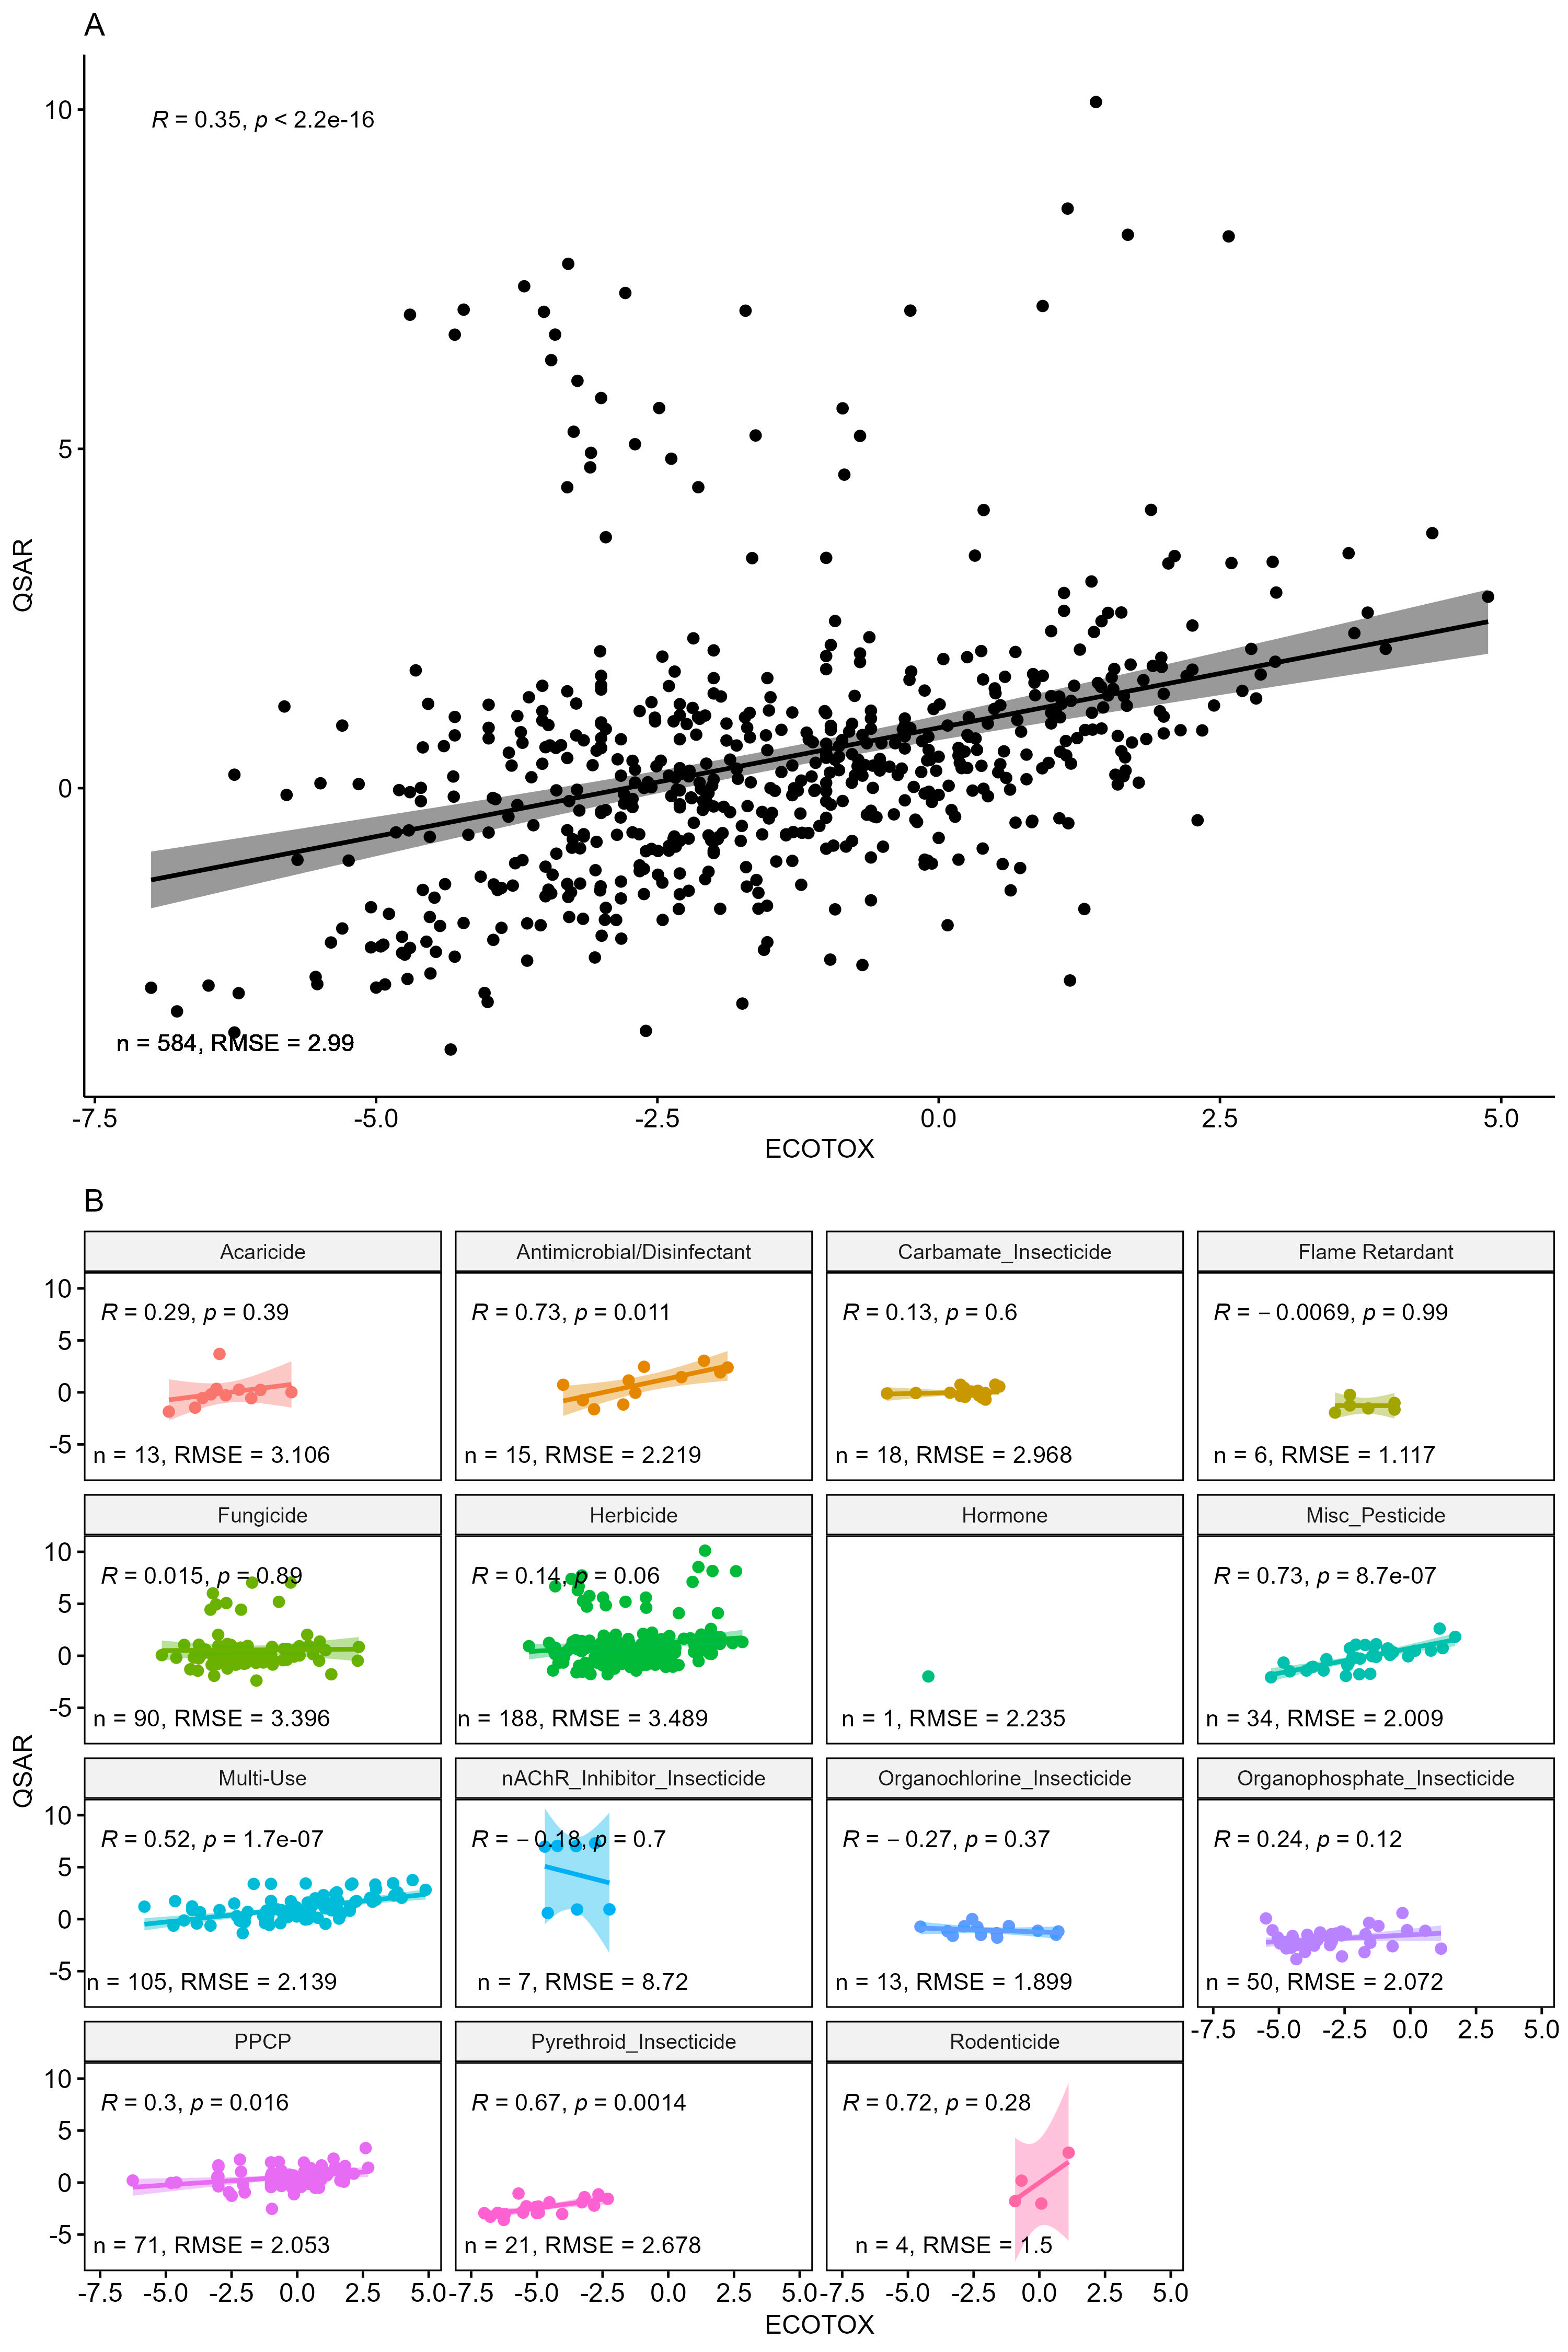 A
10
R = 0.35, p < 2.2e-16
5
QSAR
0
n = 584, RMSE = 2.99
-7.5 -5.0 -2.5 0.0 2.5 5.0
ECOTOX
B
Acaricide Antimicrobial/Disinfectant Carbamate_Insecticide Flame Retardant
10
R = 0.29, p = 0.39 R = 0.73, p = 0.011 R = 0.13, p = 0.6 R = − 0.0069, p = 0.99
5
0
-5
n = 13, RMSE = 3.106 n = 15, RMSE = 2.219 n = 18, RMSE = 2.968 n = 6, RMSE = 1.117
Fungicide Herbicide Hormone Misc_Pesticide
10
R = 0.015, p = 0.89 R = 0.14, p = 0.06 R = 0.73, p = 8.7e-07
5
0
-5
n = 90, RMSE = 3.396 n = 188, RMSE = 3.489 n = 1, RMSE = 2.235 n = 34, RMSE = 2.009
QSAR
Multi-Use nAChR_Inhibitor_Insecticide Organochlorine_Insecticide Organophosphate_Insecticide
10
R = 0.52, p = 1.7e-07 R = − 0.18, p = 0.7 R = − 0.27, p = 0.37 R = 0.24, p = 0.12
5
0
-5
n = 105, RMSE = 2.139 n = 7, RMSE = 8.72 n = 13, RMSE = 1.899 n = 50, RMSE = 2.072
-7.5 -5.0 -2.5 0.0 2.5 5.0
PPCP Pyrethroid_Insecticide Rodenticide
10
R = 0.3, p = 0.016 R = 0.67, p = 0.0014 R = 0.72, p = 0.28
5
0
-5
n = 71, RMSE = 2.053 n = 21, RMSE = 2.678 n = 4, RMSE = 1.5
-7.5 -5.0 -2.5 0.0 2.5 5.0 -7.5 -5.0 -2.5 0.0 2.5 5.0 -7.5 -5.0 -2.5 0.0 2.5 5.0
ECOTOX